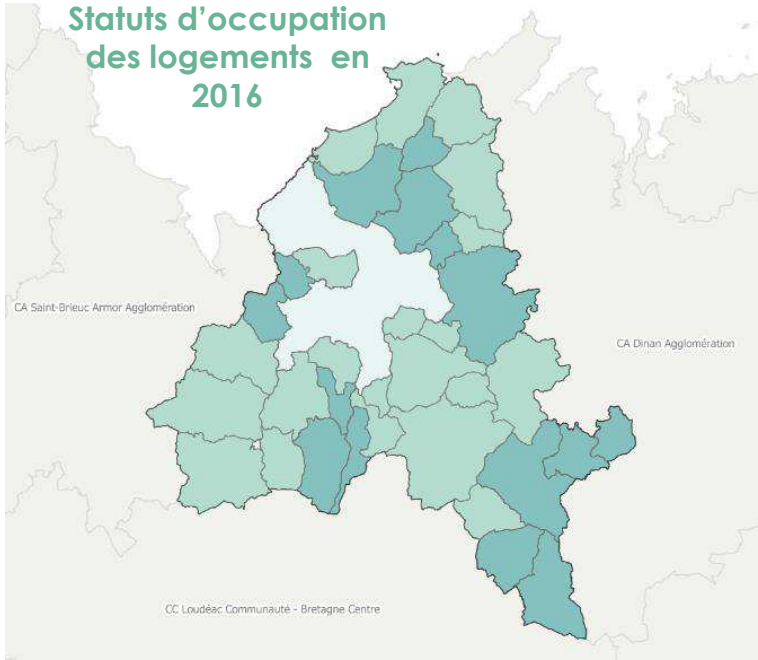 Statuts d'occupation
des logements en
2016
CA Saint-Brieuc Armor Agglomération
CA Dinan Agglomération
CC Loudéac Communauté - Bretagne Centre